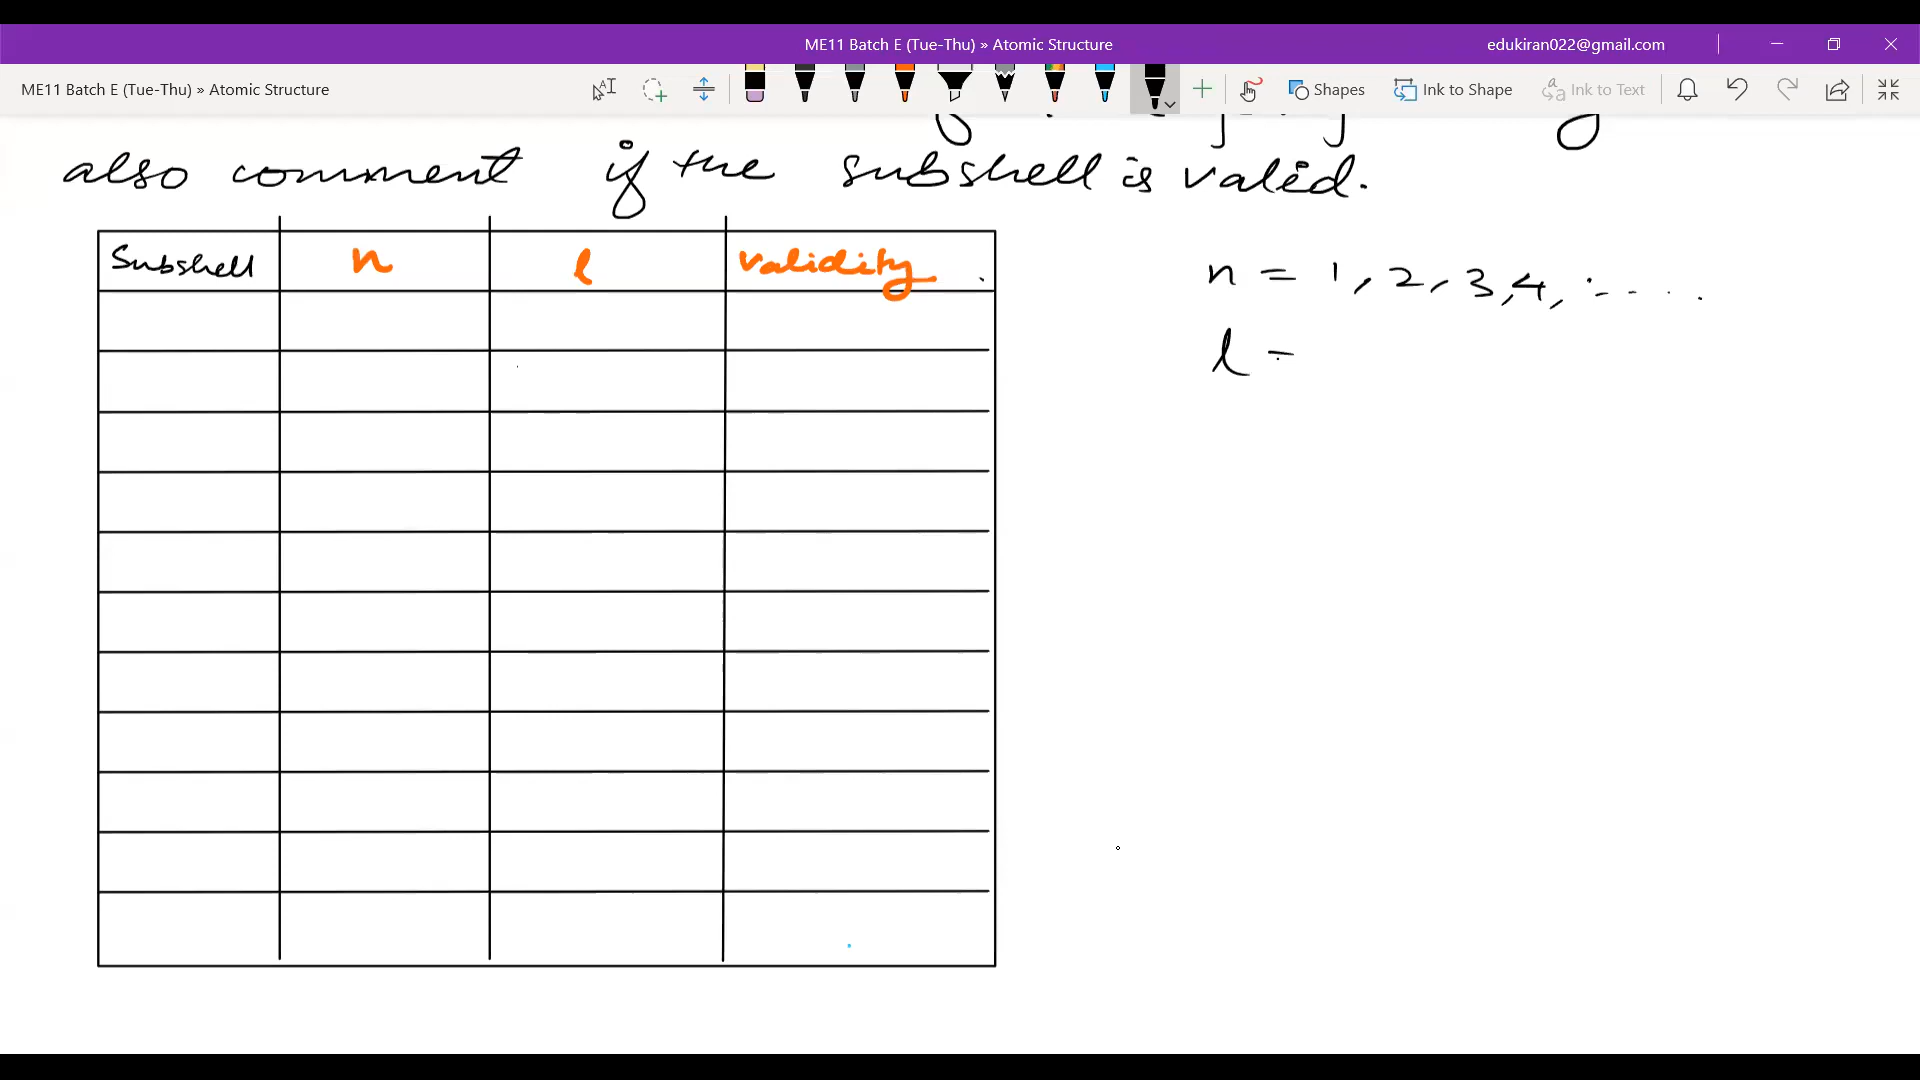 ME11 Batch E (Tue-Thu) » Atomic Structure edukiran022@gmail.com
ME11 Batch E (Tue-Thu) » Atomic Structure Shapes Ink to Shape Ink to Text
also comment if the subshell is valid.
Subshell n l validity
n = 1, 2, 3, 4, .....
l =